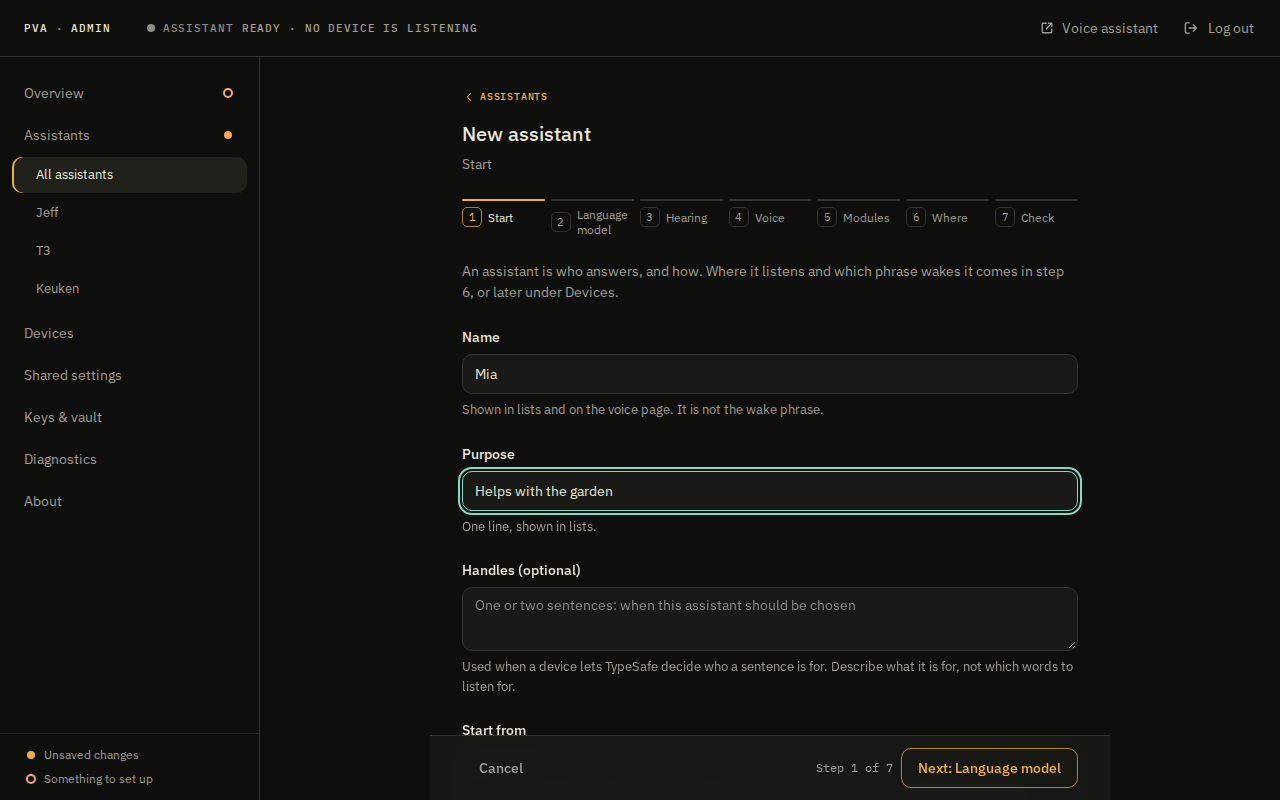 PVA · ADMIN
ASSISTANT READY · NO DEVICE IS LISTENING
Voice assistant
Log out
Overview
Assistants
All assistants
Jeff
T3
Keuken
Devices
Shared settings
Keys & vault
Diagnostics
About
Unsaved changes
Something to set up
ASSISTANTS
New assistant
Start
1 Start
2 Language
model
3 Hearing
4 Voice
5 Modules
6 Where
7 Check
An assistant is who answers, and how. Where it listens and which phrase wakes it comes in step
6, or later under Devices.
Name
Mia
Shown in lists and on the voice page. It is not the wake phrase.
Purpose
Helps with the garden
One line, shown in lists.
Handles (optional)
One or two sentences: when this assistant should be chosen
Used when a device lets TypeSafe decide who a sentence is for. Describe what it is for, not which words to
listen for.
Start from
Cancel
Step 1 of 7
Next: Language model